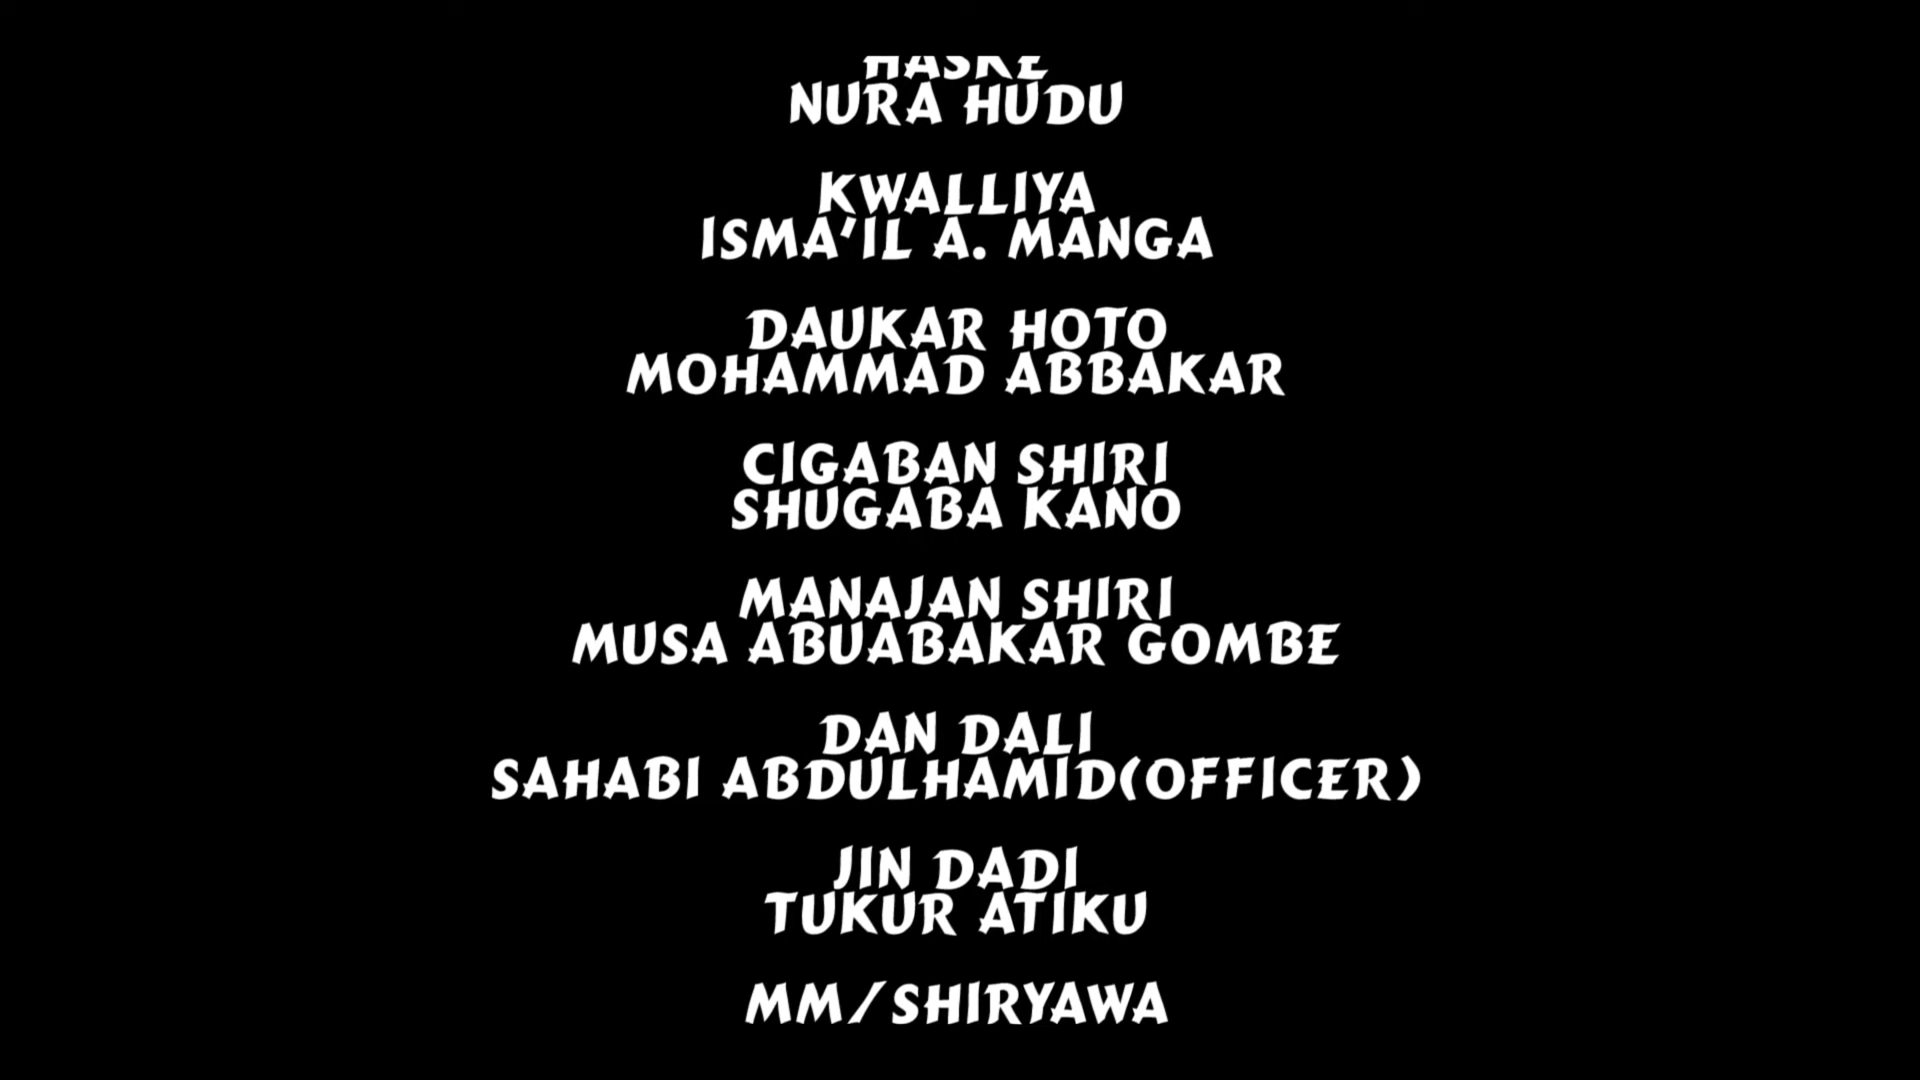 HASKE
NURA HUDU
KWALLIYA
ISMA'IL A. MANGA
DAUKAR HOTO
MOHAMMAD ABBAKAR
CIGABAN SHIRI
SHUGABA KANO
MANAJAN SHIRI
MUSA ABUABAKAR GOMBE
DAN DALI
SAHABI ABDULHAMID(OFFICER)
JIN DADI
TUKUR ATIKU
MM/SHIRYAWA